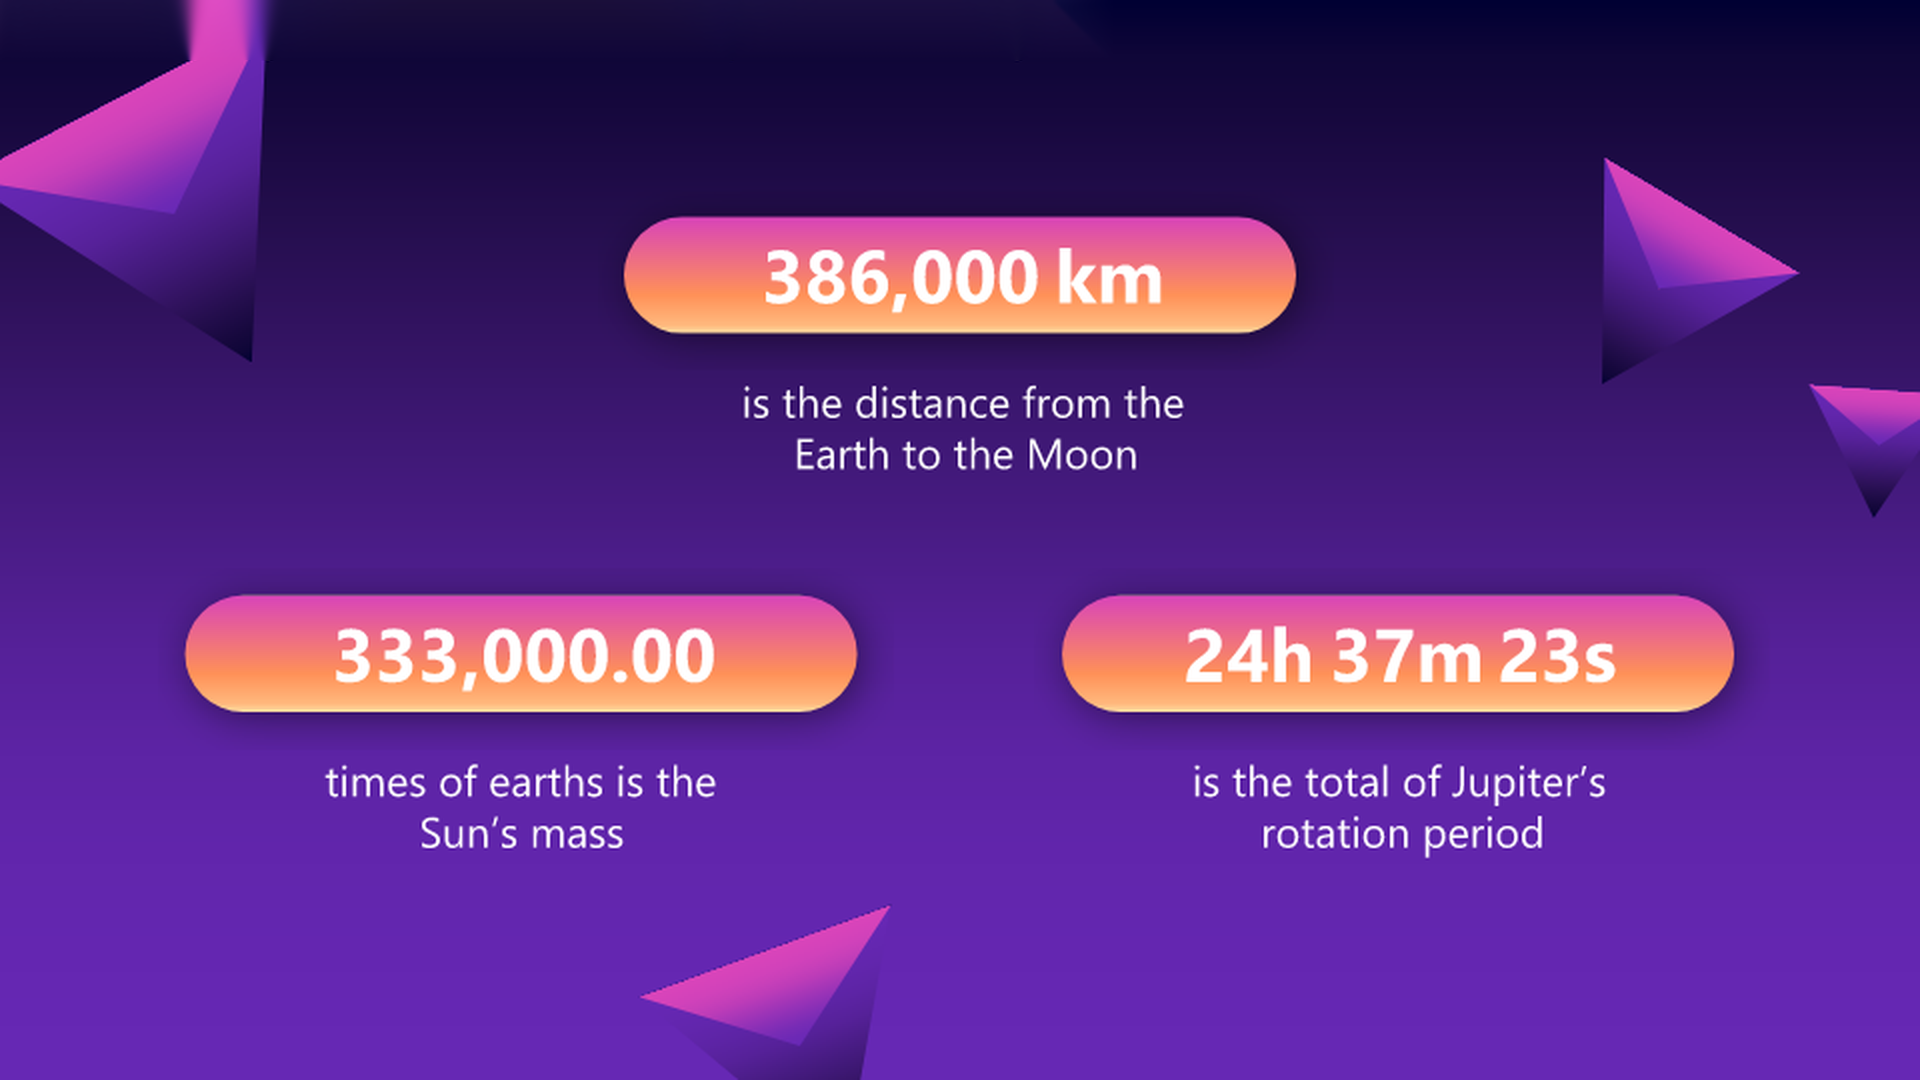 386,000 km
is the distance from the
Earth to the Moon
333,000.00
times of earths is the
Sun’s mass
24h 37m 23s
is the total of Jupiter’s
rotation period